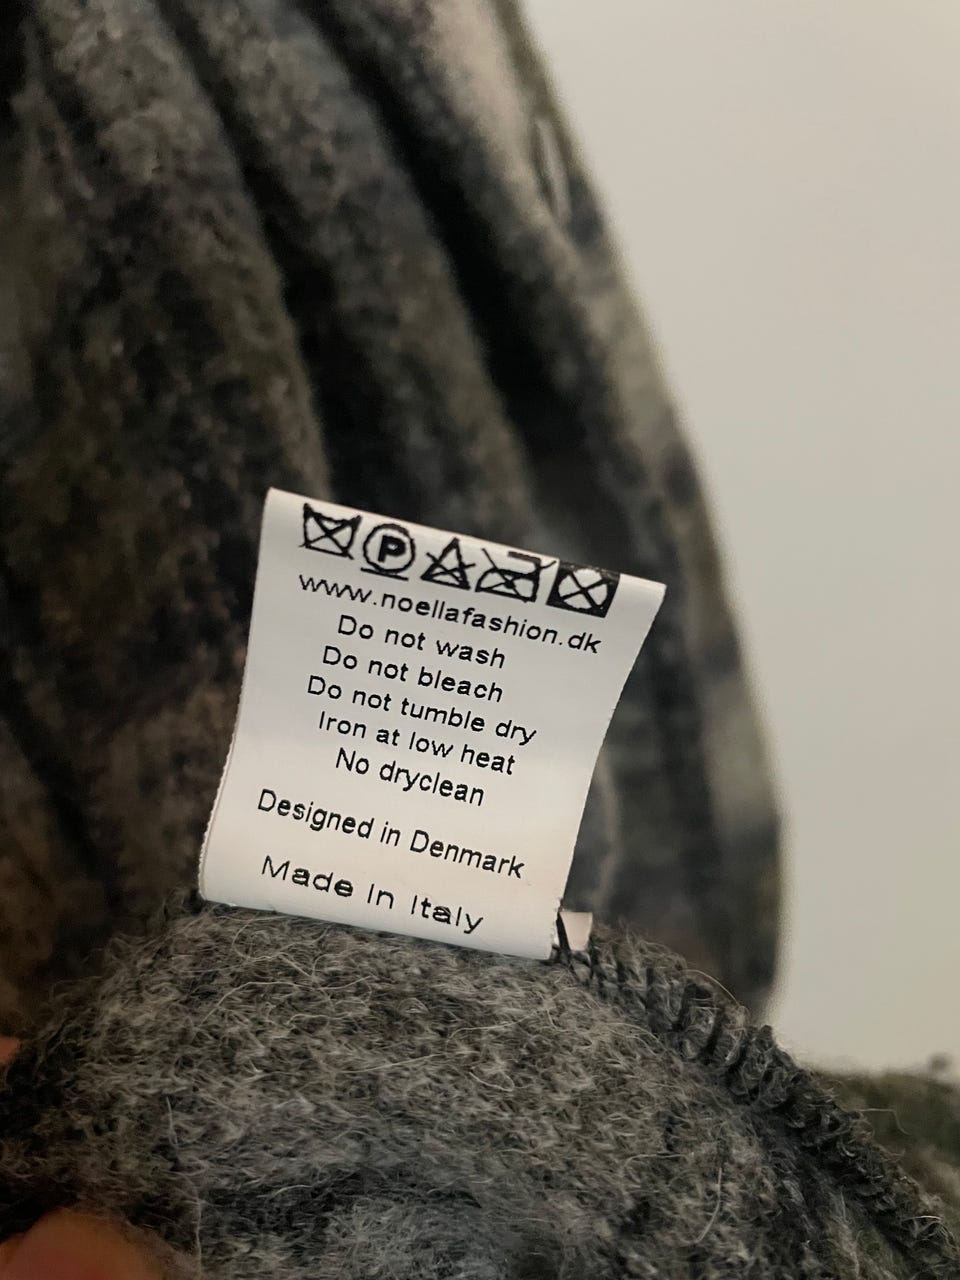 P
www.noellafashion.dk
Do not wash
Do not bleach
Do not tumble dry
Iron at low heat
No dryclean
Designed in Denmark
Made In Italy